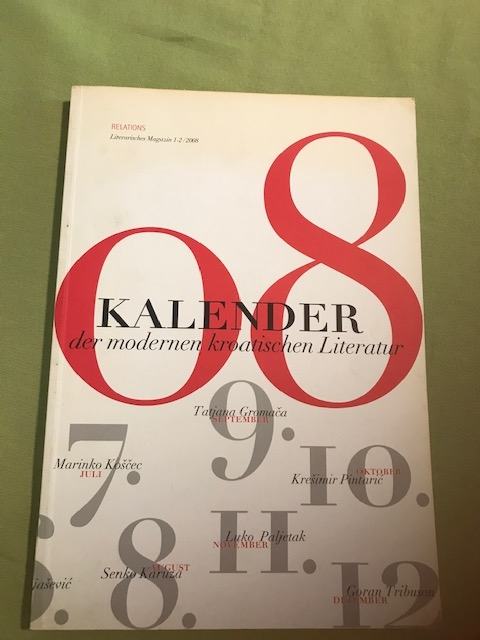 RELATIONS
Literarisches Magazin 1-2/2008
08
KALENDER
der modernen kroatischen Literatur
9.
Tatjana Gromača
SEPTEMBER
7.
Marinko Koščec
JULI
10.
OKTOBER
Krešimir Pintarić
11.
Luko Paljetak
NOVEMBER
8.
AUGUST
Senko Karuza
jašević
12
Goran Tribuson
DEZEMBER